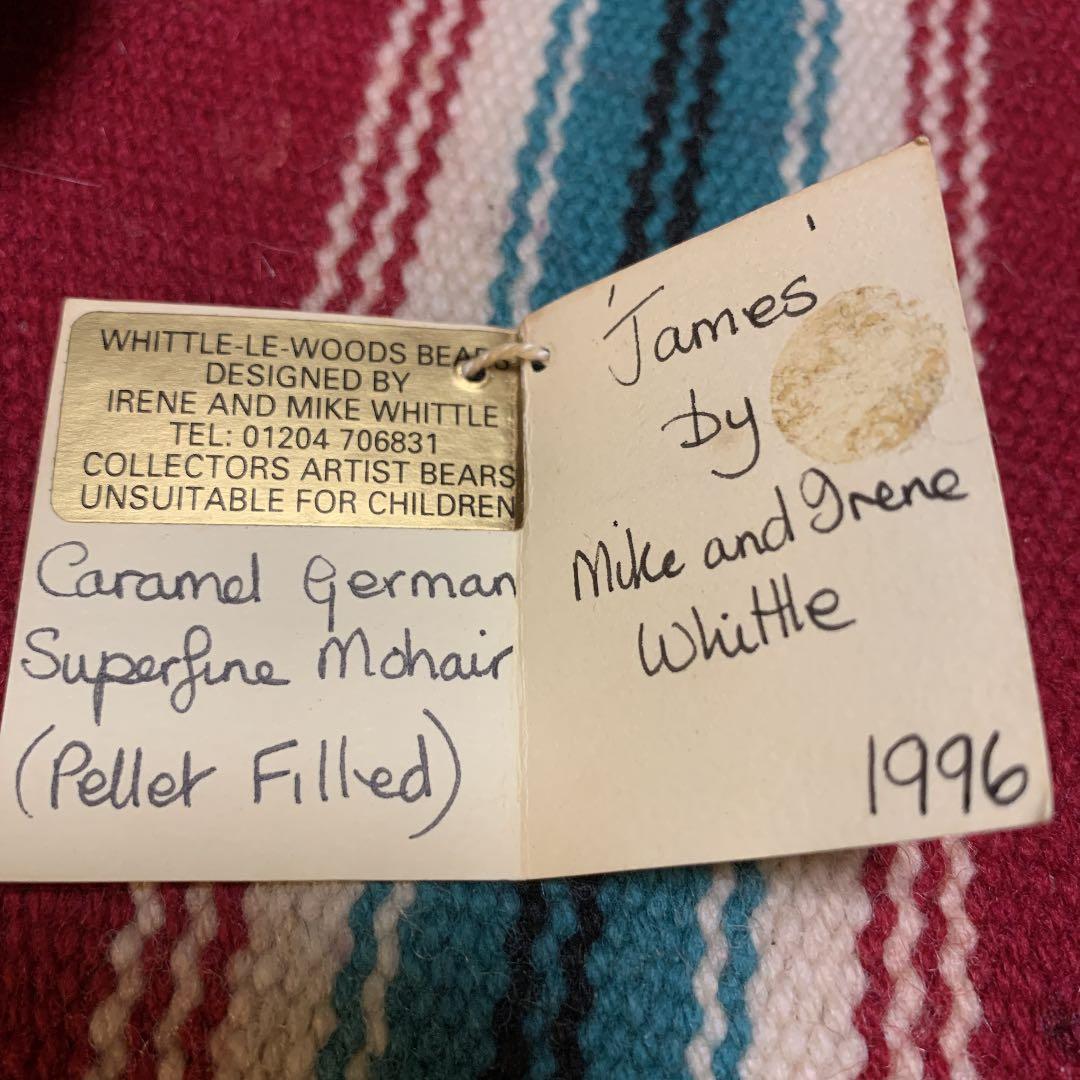 WHITTLE-LE-WOODS BEARS
DESIGNED BY
IRENE AND MIKE WHITTLE
TEL: 01204 706831
COLLECTORS ARTIST BEARS
UNSUITABLE FOR CHILDREN
Caramel German
Superfine Mohair
(Pellet Filled)
'James'
by
Mike and Irene
Whittle
1996